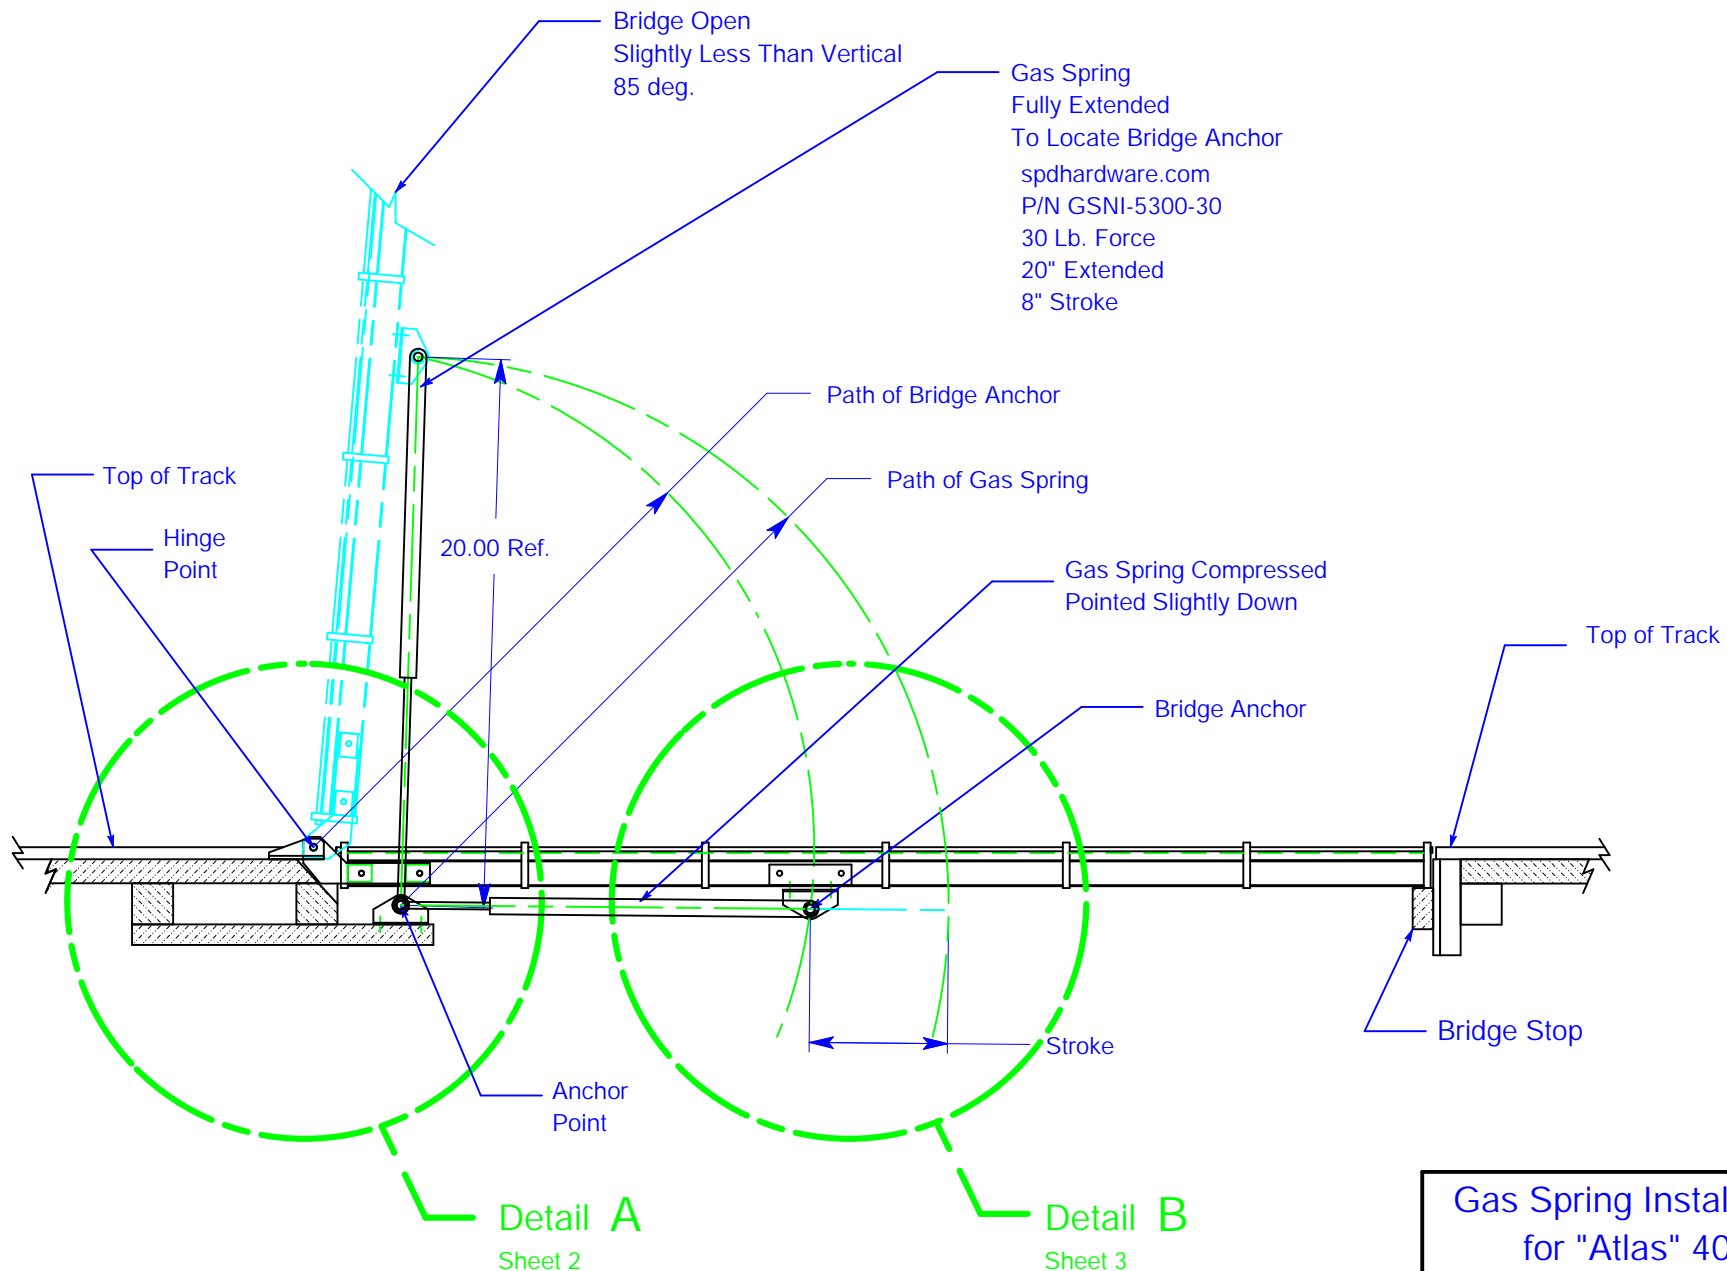 Bridge Open
Slightly Less Than Vertical
85 deg.
Gas Spring
Fully Extended
To Locate Bridge Anchor
spdhardware.com
P/N GSNI-5300-30
30 Lb. Force
20" Extended
8" Stroke
Path of Bridge Anchor
Top of Track
Path of Gas Spring
Hinge
Point
20.00 Ref.
Gas Spring Compressed
Pointed Slightly Down
Top of Track
Bridge Anchor
Bridge Stop
Stroke
Anchor
Point
Detail A
Sheet 2
Detail B
Sheet 3
Gas Spring Instal
for "Atlas" 40